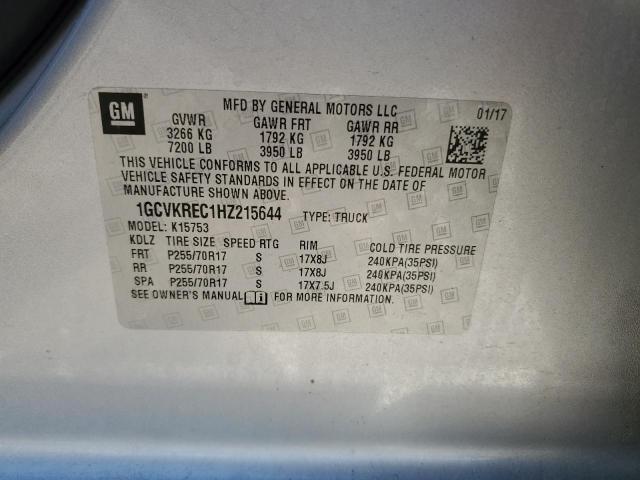 GM
MFD BY GENERAL MOTORS LLC
01/17
GVWR GAWR FRT GAWR RR
3266 KG 1792 KG 1792 KG
7200 LB 3950 LB 3950 LB
THIS VEHICLE CONFORMS TO ALL APPLICABLE U.S. FEDERAL MOTOR
VEHICLE SAFETY STANDARDS IN EFFECT ON THE DATE OF
MANUFACTURE SHOWN ABOVE.
1GCVKREC1HZ215644 TYPE: TRUCK
MODEL: K15753
KDLZ TIRE SIZE SPEED RTG RIM COLD TIRE PRESSURE
FRT P255/70R17 S 17X8J 240KPA(35PSI)
RR P255/70R17 S 17X8J 240KPA(35PSI)
SPA P255/70R17 S 17X7.5J 240KPA(35PSI)
SEE OWNER'S MANUAL FOR MORE INFORMATION.